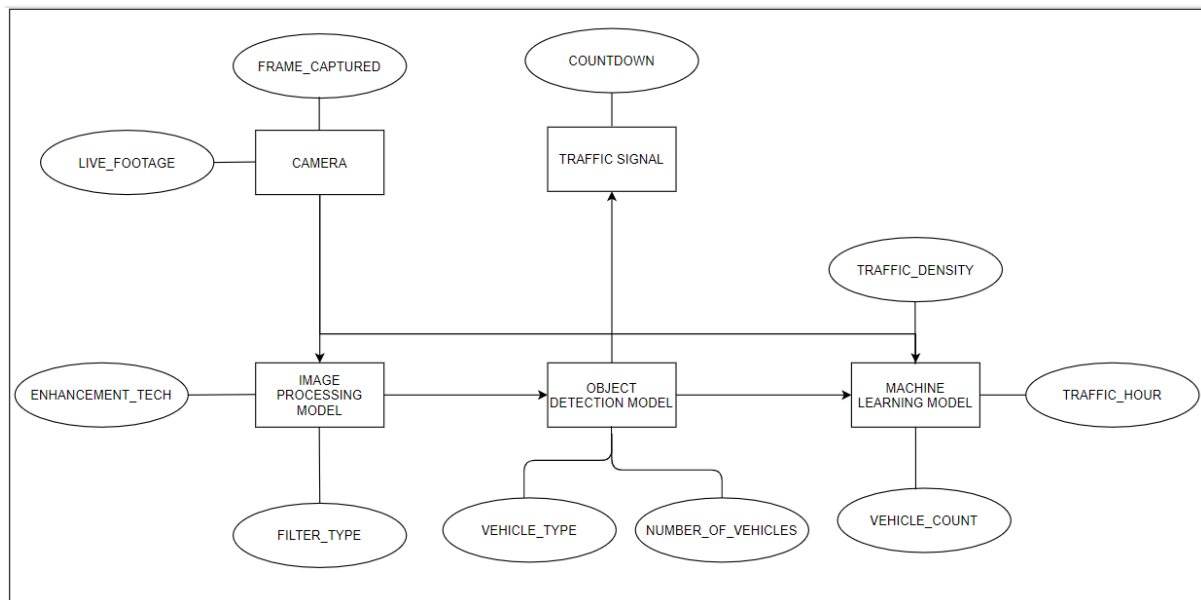 FRAME_CAPTURED
COUNTDOWN
LIVE_FOOTAGE
CAMERA
TRAFFIC SIGNAL
TRAFFIC_DENSITY
ENHANCEMENT_TECH
IMAGE
PROCESSING
MODEL
OBJECT
DETECTION MODEL
MACHINE
LEARNING MODEL
TRAFFIC_HOUR
FILTER_TYPE
VEHICLE_TYPE
NUMBER_OF_VEHICLES
VEHICLE_COUNT